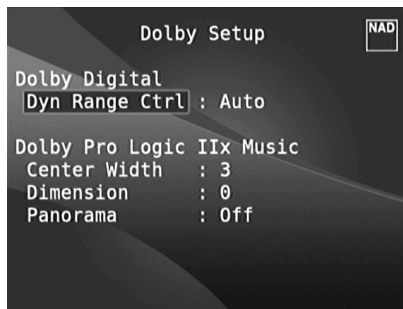 Dolby Setup
NAD
Dolby Digital
Dyn Range Ctrl : Auto
Dolby Pro Logic IIx Music
Center Width : 3
Dimension : 0
Panorama : Off